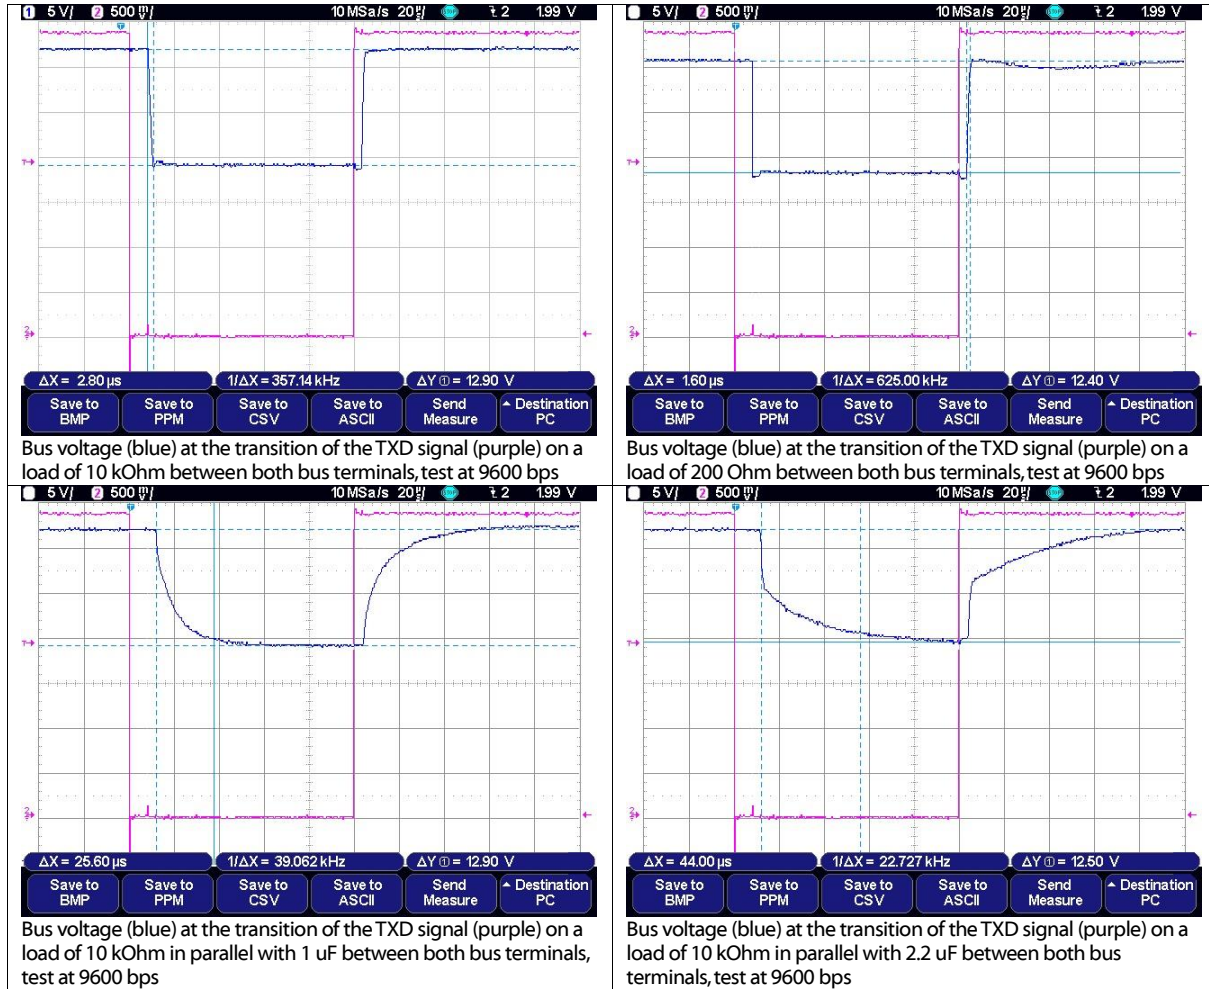 1 5 V/ 2 500 mV/ 10 MSa/s 20 µs/ STOP 2 1.99 V
T
2
ΔX = 2.80 µs 1/ΔX = 357.14 kHz ΔY ① = 12.90 V
Save to BMP
Save to PPM
Save to CSV
Save to ASCII
Send Measure
Destination PC
Bus voltage (blue) at the transition of the TXD signal (purple) on a
load of 10 kOhm between both bus terminals, test at 9600 bps
5 V/ 2 500 mV/ 10 MSa/s 20 µs/ STOP 2 1.99 V
T
2
ΔX = 1.60 µs 1/ΔX = 625.00 kHz ΔY ① = 12.40 V
Save to BMP
Save to PPM
Save to CSV
Save to ASCII
Send Measure
Destination PC
Bus voltage (blue) at the transition of the TXD signal (purple) on a
load of 200 Ohm between both bus terminals, test at 9600 bps
5 V/ 2 500 mV/ 10 MSa/s 20 µs/ STOP 2 1.99 V
T
2
ΔX = 25.60 µs 1/ΔX = 39.062 kHz ΔY ① = 12.90 V
Save to BMP
Save to PPM
Save to CSV
Save to ASCII
Send Measure
Destination PC
Bus voltage (blue) at the transition of the TXD signal (purple) on a
load of 10 kOhm in parallel with 1 uF between both bus terminals,
test at 9600 bps
5 V/ 2 500 mV/ 10 MSa/s 20 µs/ STOP 2 1.99 V
T
2
ΔX = 44.00 µs 1/ΔX = 22.727 kHz ΔY ① = 12.50 V
Save to BMP
Save to PPM
Save to CSV
Save to ASCII
Send Measure
Destination PC
Bus voltage (blue) at the transition of the TXD signal (purple) on a
load of 10 kOhm in parallel with 2.2 uF between both bus
terminals, test at 9600 bps